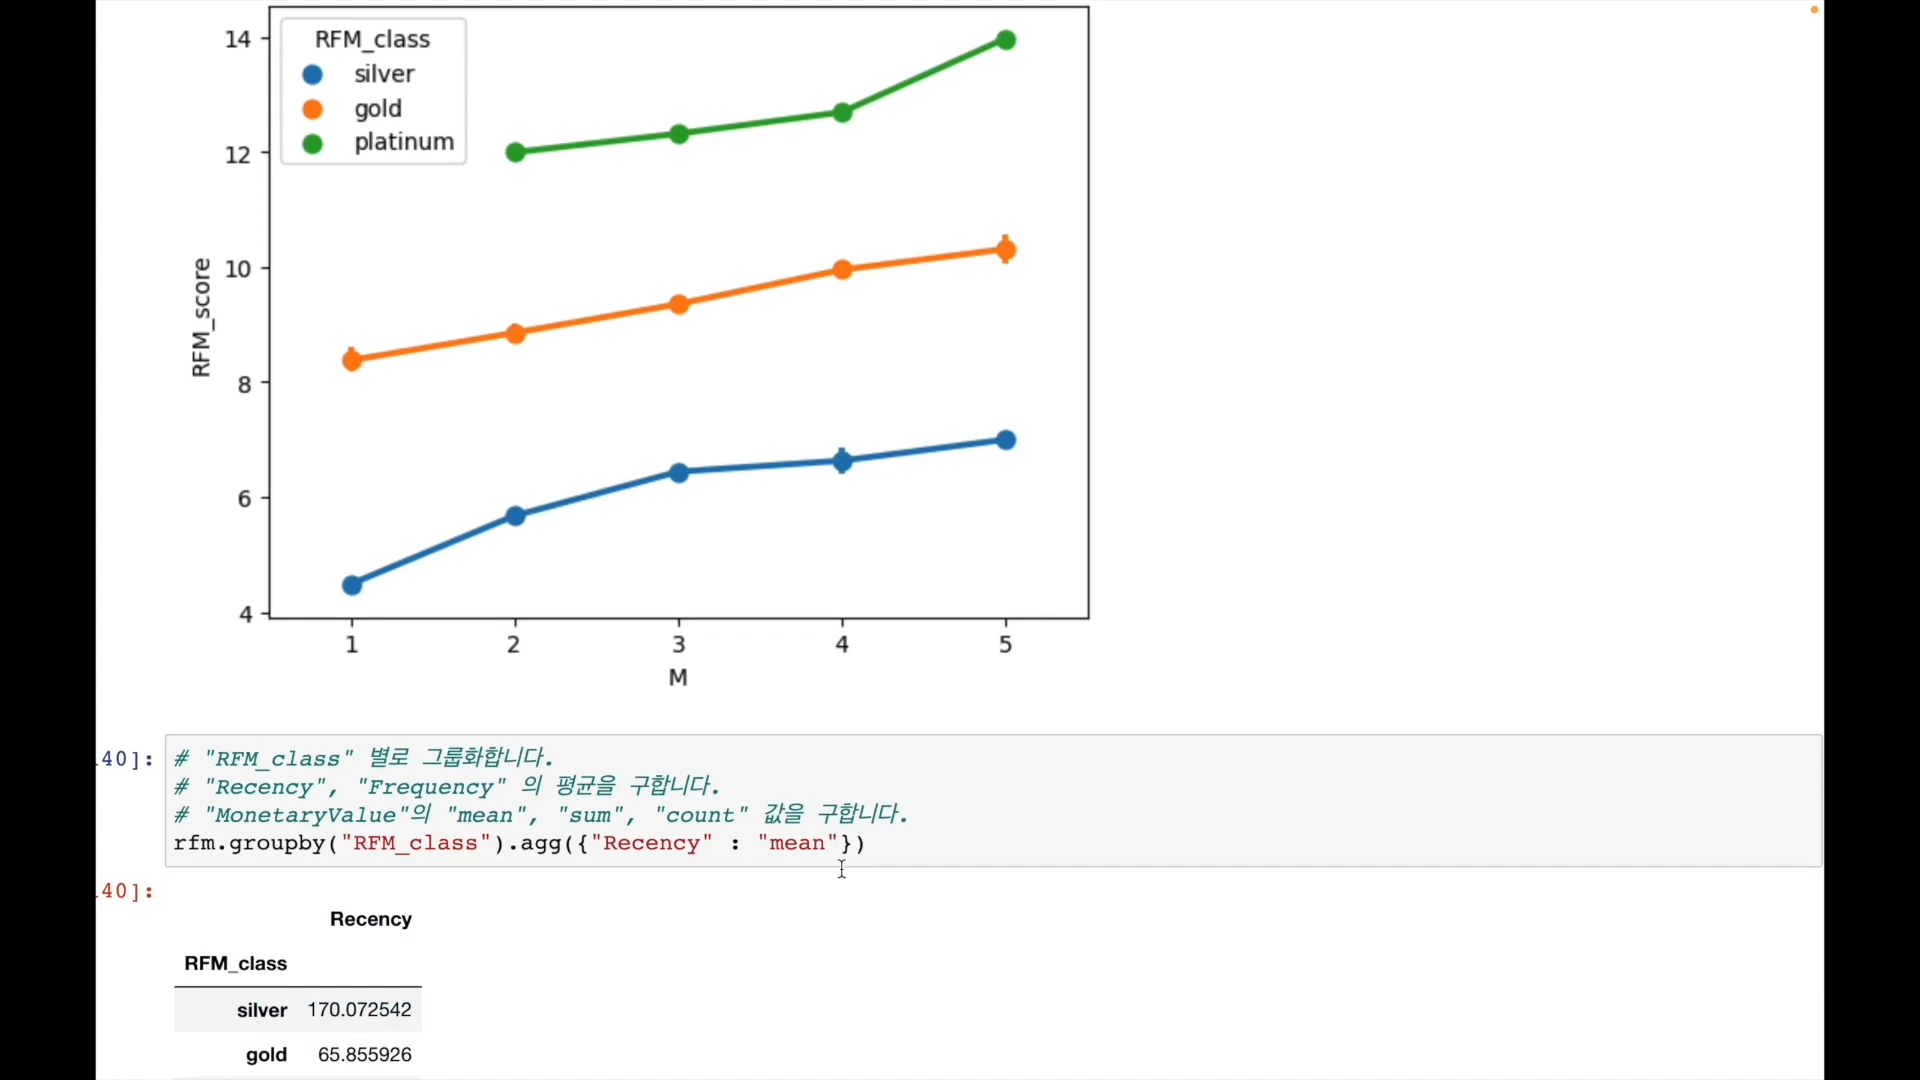 RFM_class
silver
gold
platinum
14
12
10
8
6
4
RFM_score
1 2 3 4 5
M
40]:
# "RFM_class" 별로 그룹화합니다.
# "Recency", "Frequency" 의 평균을 구합니다.
# "MonetaryValue"의 "mean", "sum", "count" 값을 구합니다.
rfm.groupby("RFM_class").agg({"Recency" : "mean"})
40]:
Recency
RFM_class
silver 170.072542
gold 65.855926